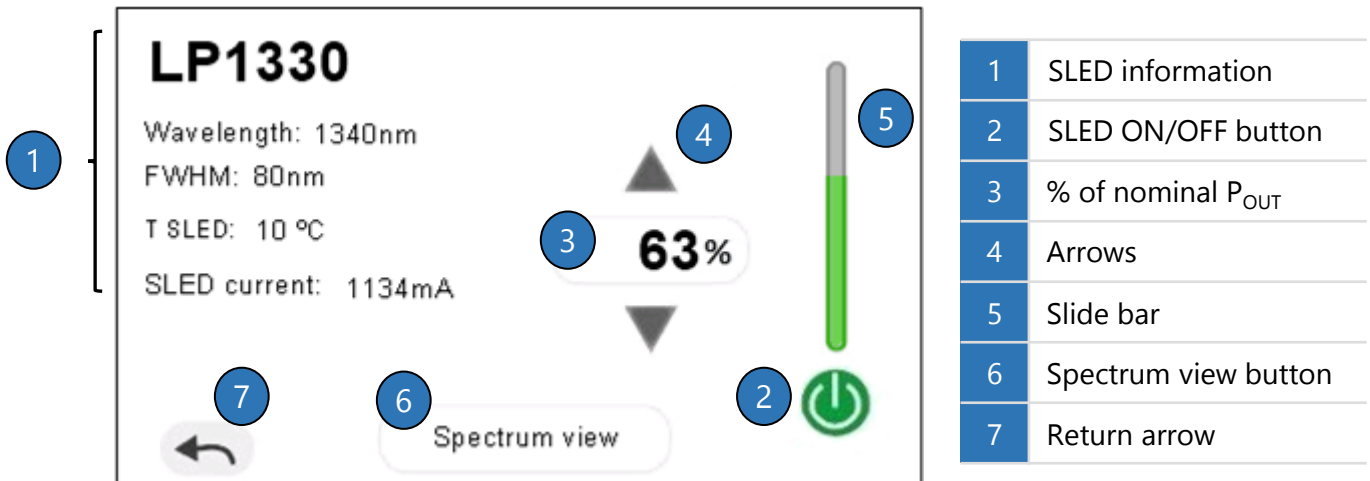 LP1330
Wavelength: 1340nm
FWHM: 80nm
T SLED: 10 ºC
SLED current: 1134mA
1
4
5
3
63%
7
6
2
Spectrum view
1 SLED information
2 SLED ON/OFF button
3 % of nominal POUT
4 Arrows
5 Slide bar
6 Spectrum view button
7 Return arrow